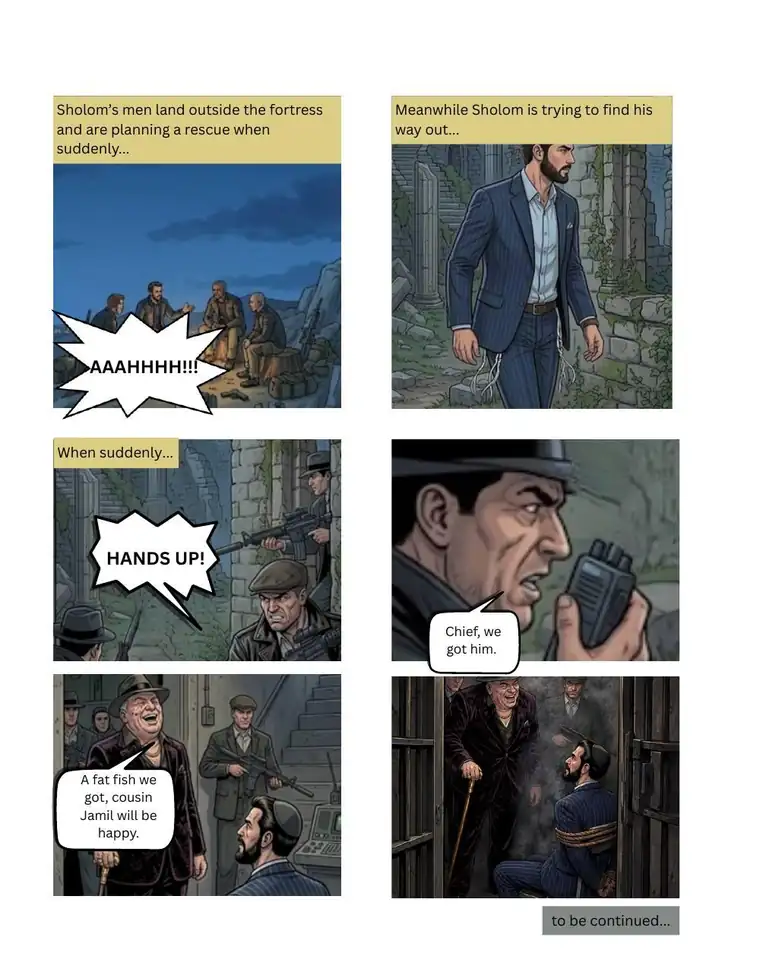 Sholom’s men land outside the fortress
and are planning a rescue when
suddenly...
AAAHHHH!!!
Meanwhile Sholom is trying to find his
way out...
When suddenly...
HANDS UP!
Chief, we
got him.
A fat fish we
got, cousin
Jamil will be
happy.
to be continued...